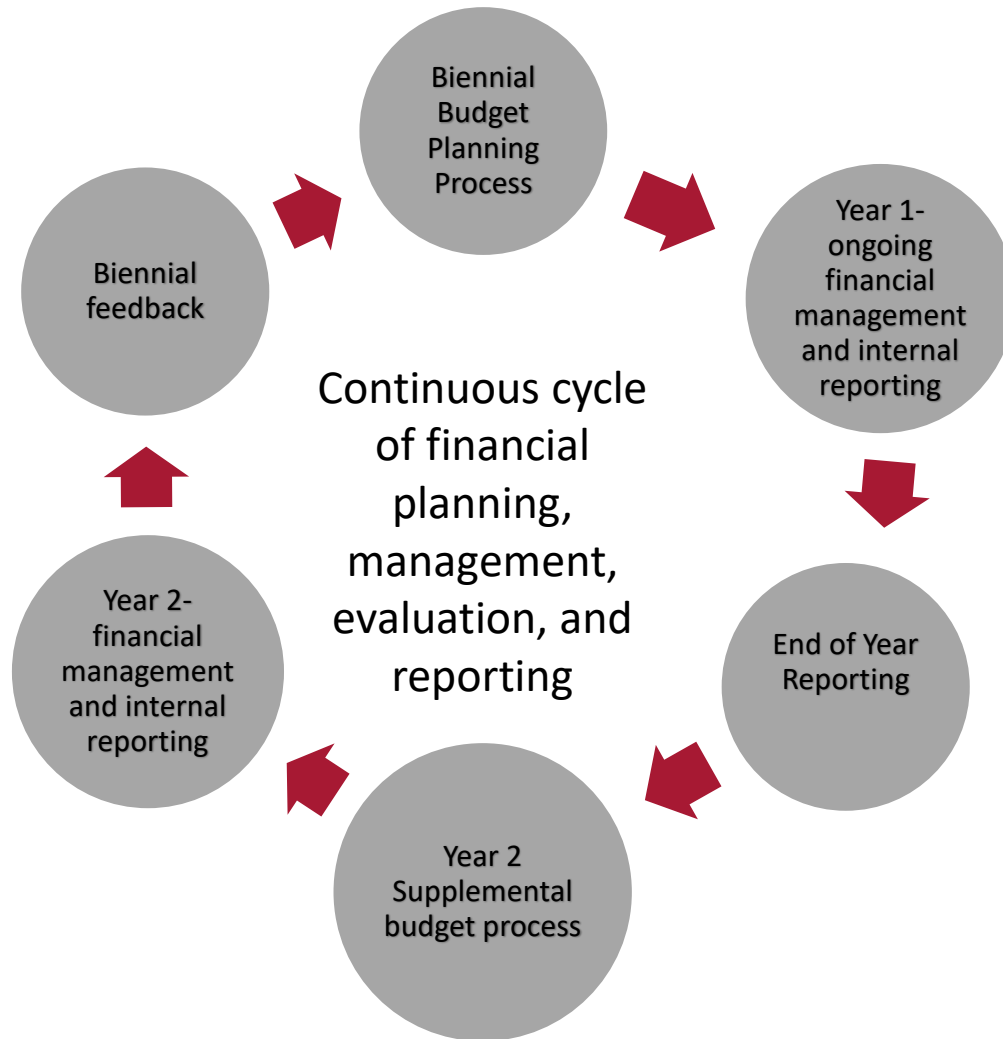 Biennial
Budget
Planning
Process
Year 1-
ongoing
financial
management
and internal
reporting
End of Year
Reporting
Year 2
Supplemental
budget process
Year 2-
financial
management
and internal
reporting
Biennial
feedback
Continuous cycle
of financial
planning,
management,
evaluation, and
reporting